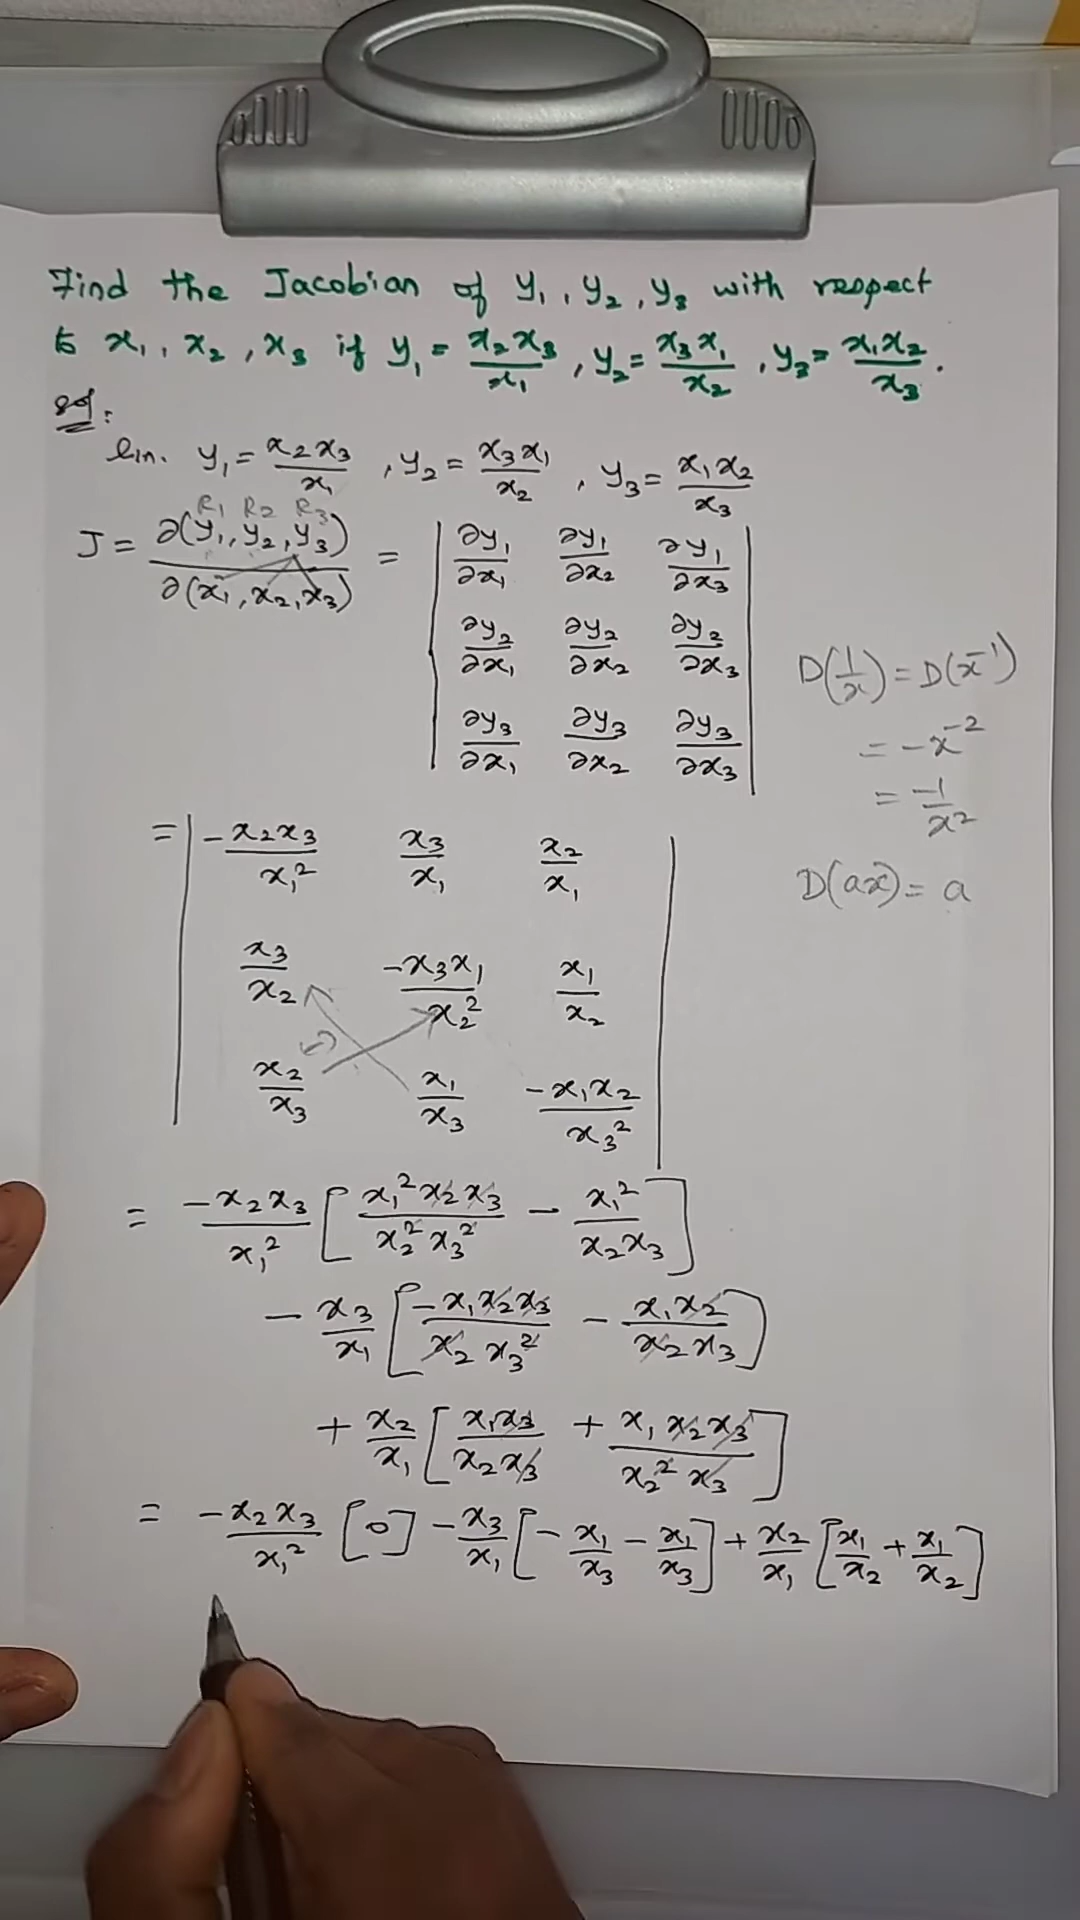 Find the Jacobian of y₁, y₂, y₃ with respect
to x₁, x₂, x₃ if y₁ = x₂x₃/x₁, y₂ = x₃x₁/x₂, y₃ = x₁x₂/x₃.
Sol:
y₁ = x₂x₃/x₁, y₂ = x₃x₁/x₂, y₃ = x₁x₂/x₃
R₁ R₂ R₃
J = ∂(y₁, y₂, y₃)/∂(x₁, x₂, x₃) = | ∂y₁/∂x₁ ∂y₁/∂x₂ ∂y₁/∂x₃ |
| ∂y₂/∂x₁ ∂y₂/∂x₂ ∂y₂/∂x₃ |
| ∂y₃/∂x₁ ∂y₃/∂x₂ ∂y₃/∂x₃ |
D(1/x) = D(x⁻¹)
= -x⁻²
= -1/x²
D(ax) = a
= | -x₂x₃/x₁² x₃/x₁ x₂/x₁ |
| x₃/x₂ -x₃x₁/x₂² x₁/x₂ |
(-)
| x₂/x₃ x₁/x₃ -x₁x₂/x₃² |
= -x₂x₃/x₁² [x₁²x₂x₃/x₂²x₃² - x₁²/x₂x₃]
- x₃/x₁ [-x₁x₂x₃/x₂x₃² - x₁x₂/x₂x₃]
+ x₂/x₁ [x₁x₃/x₂x₃ + x₁x₂x₃/x₂²x₃]
= -x₂x₃/x₁² [0] - x₃/x₁ [-x₁/x₃ - x₁/x₃] + x₂/x₁ [x₁/x₂ + x₁/x₂]